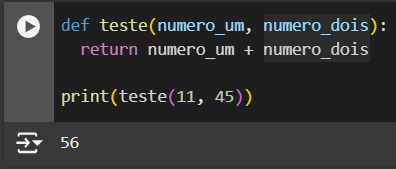 def teste(numero_um, numero_dois):
  return numero_um + numero_dois

print(teste(11, 45))
56